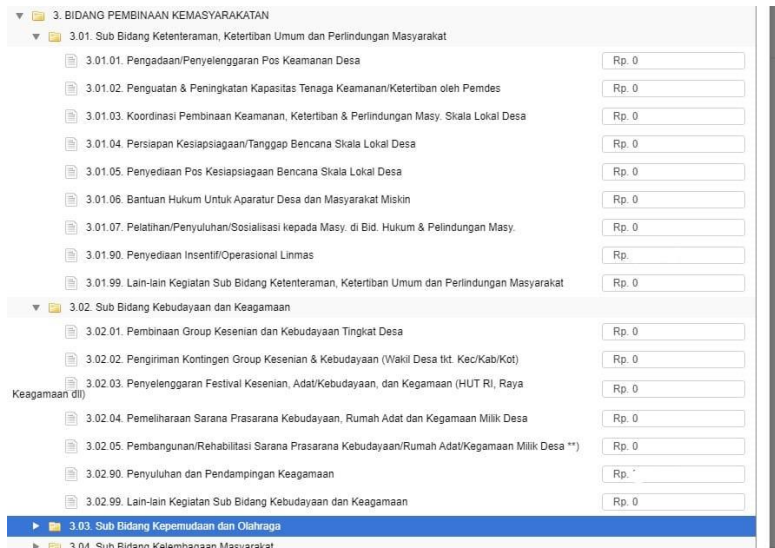 3. BIDANG PEMBINAAN KEMASYARAKATAN
3.01. Sub Bidang Ketenteraman, Ketertiban Umum dan Perlindungan Masyarakat
3.01.01. Pengadaan/Penyelenggaran Pos Keamanan Desa Rp. 0
3.01.02. Penguatan & Peningkatan Kapasitas Tenaga Keamanan/Ketertiban oleh Pemdes Rp. 0
3.01.03. Koordinasi Pembinaan Keamanan, Ketertiban & Perlindungan Masy. Skala Lokal Desa Rp. 0
3.01.04. Persiapan Kesiapsiagaan/Tanggap Bencana Skala Lokal Desa Rp. 0
3.01.05. Penyediaan Pos Kesiapsiagaan Bencana Skala Lokal Desa Rp. 0
3.01.06. Bantuan Hukum Untuk Aparatur Desa dan Masyarakat Miskin Rp. 0
3.01.07. Pelatihan/Penyuluhan/Sosialisasi kepada Masy. di Bid. Hukum & Pelindungan Masy. Rp. 0
3.01.90. Penyediaan Insentif/Operasional Linmas Rp.
3.01.99. Lain-lain Kegiatan Sub Bidang Ketenteraman, Ketertiban Umum dan Perlindungan Masyarakat Rp. 0
3.02. Sub Bidang Kebudayaan dan Keagamaan
3.02.01. Pembinaan Group Kesenian dan Kebudayaan Tingkat Desa Rp. 0
3.02.02. Pengiriman Kontingen Group Kesenian & Kebudayaan (Wakil Desa tkt. Kec/Kab/Kot) Rp. 0
3.02.03. Penyelenggaran Festival Kesenian, Adat/Kebudayaan, dan Kegamaan (HUT RI, Raya
Keagamaan dll) Rp. 0
3.02.04. Pemeliharaan Sarana Prasarana Kebudayaan, Rumah Adat dan Kegamaan Milik Desa Rp. 0
3.02.05. Pembangunan/Rehabilitasi Sarana Prasarana Kebudayaan/Rumah Adat/Kegamaan Milik Desa **) Rp. 0
3.02.90. Penyuluhan dan Pendampingan Keagamaan Rp.
3.02.99. Lain-lain Kegiatan Sub Bidang Kebudayaan dan Keagamaan Rp. 0
3.03. Sub Bidang Kepemudaan dan Olahraga
3.04. Sub Bidang Kelembagaan Masyarakat